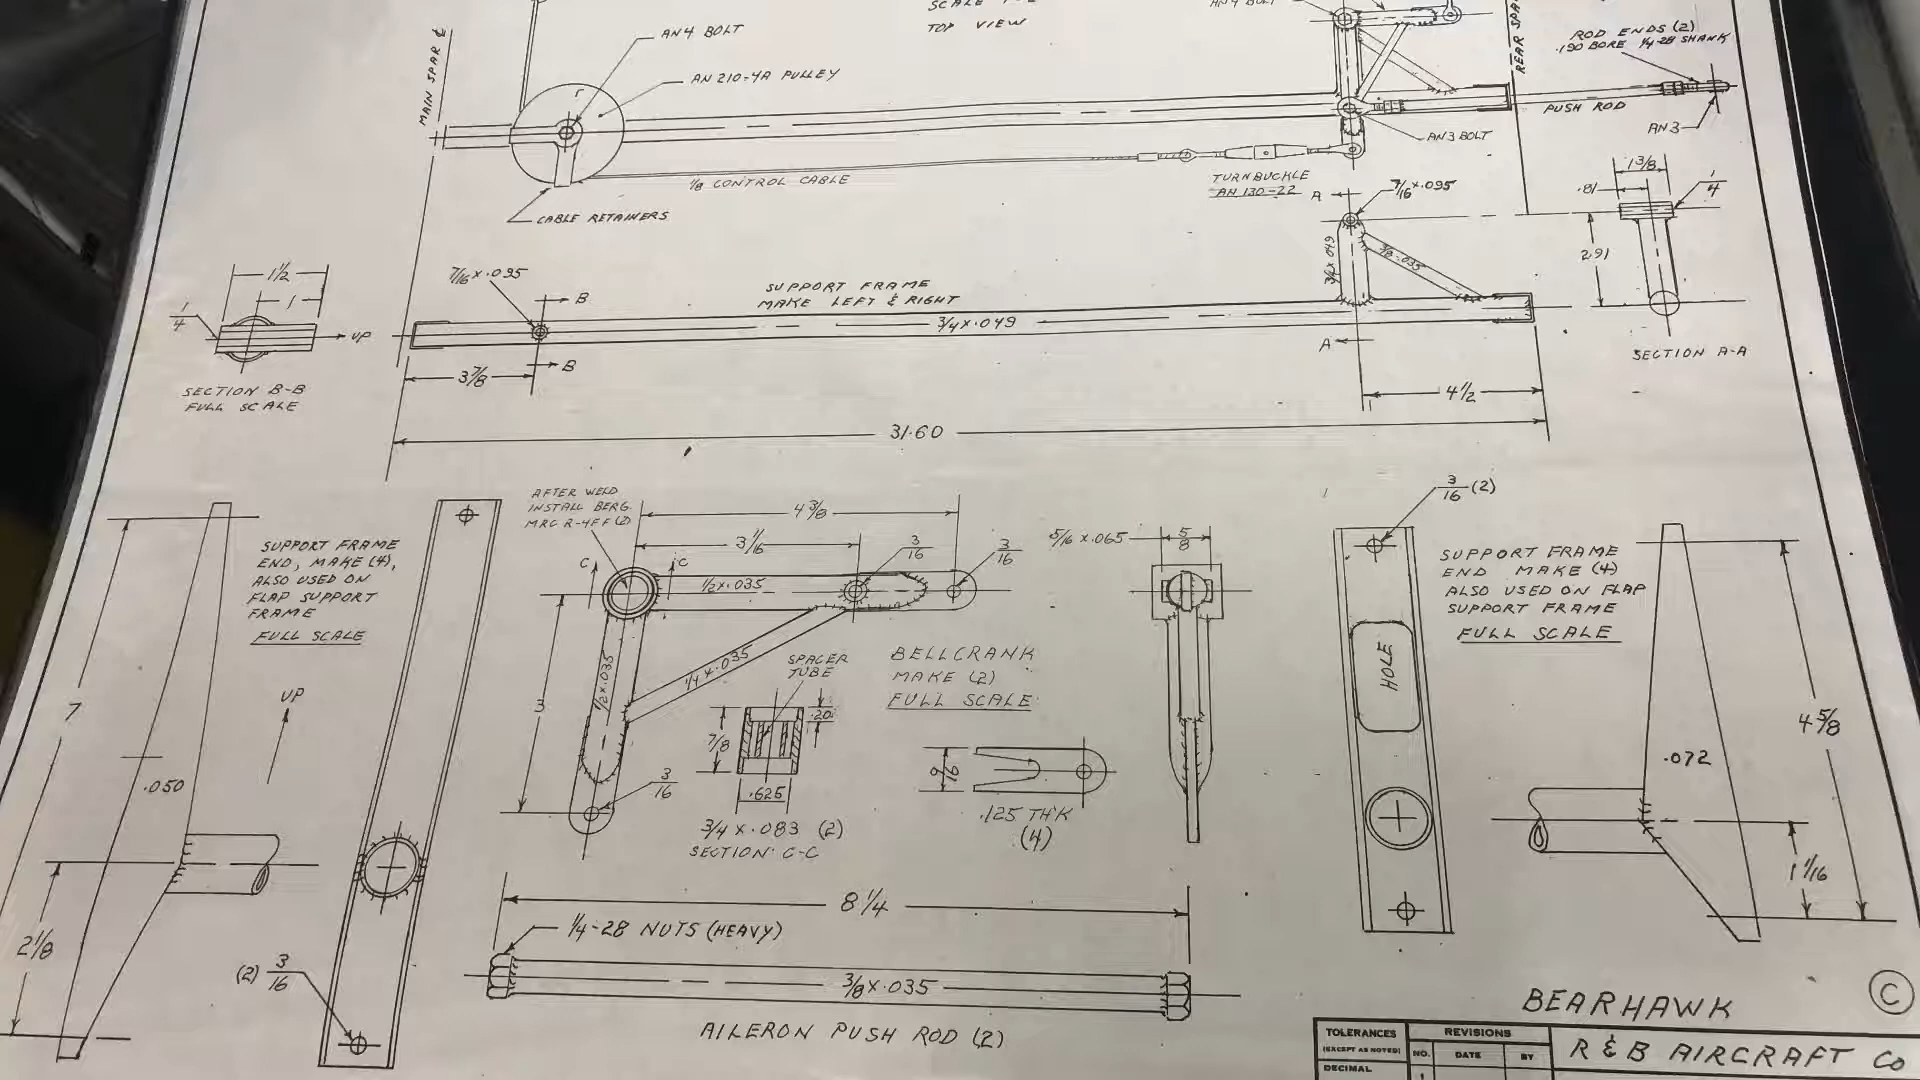 TOP VIEW
MAIN SPAR ℄
AN4 BOLT
AN 210-4A PULLEY
AN4 BOLT
REAR SPAR
ROD ENDS (2)
.190 BORE 1/4-28 SHANK
PUSH ROD
AN3
AN3 BOLT
1/8 CONTROL CABLE
CABLE RETAINERS
TURNBUCKLE
AN 130-22
A
7/16 x .095
1 3/8
.81
1/4
2.91
SECTION A-A
3/4 x .049
3/8 x .035
1 1/2
1
1/4
UP
SECTION B-B
FULL SCALE
7/16 x .095
B
B
SUPPORT FRAME
MAKE LEFT & RIGHT
3/4 x .049
A
3 7/8
4 1/2
31.60
7
SUPPORT FRAME
END, MAKE (4),
ALSO USED ON
FLAP SUPPORT
FRAME
FULL SCALE
UP
.050
2 1/8
(2) 3/16
AFTER WELD
INSTALL BERG.
MRC R-4FF (2)
4 3/8
3 1/16
3/16
3/16
C
C
1/2 x .035
1/2 x .035
1/4 x .035
3
3/16
SPACER
TUBE
.20
7/8
.625
3/4 x .083 (2)
SECTION C-C
BELLCRANK
MAKE (2)
FULL SCALE
9/16
.125 TH'K
(4)
5/16 x .065
5/8
3/16 (2)
HOLE
SUPPORT FRAME
END MAKE (4)
ALSO USED ON FLAP
SUPPORT FRAME
FULL SCALE
4 5/8
.072
1 1/16
8 1/4
1/4-28 NUTS (HEAVY)
3/8 x .035
AILERON PUSH ROD (2)
BEARHAWK
©
TOLERANCES
(EXCEPT AS NOTED)
DECIMAL
REVISIONS
NO. DATE BY
1
R & B AIRCRAFT CO